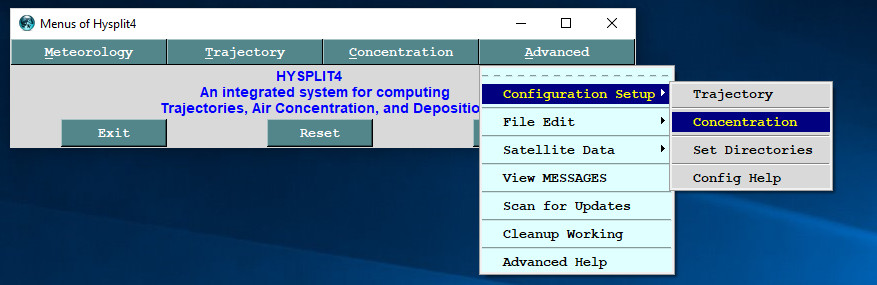 Menus of Hysplit4
Meteorology Trajectory Concentration Advanced
HYSPLIT4
An integrated system for computing
Trajectories, Air Concentration, and Depositio
Exit Reset
Configuration Setup
File Edit
Satellite Data
View MESSAGES
Scan for Updates
Cleanup Working
Advanced Help
Trajectory
Concentration
Set Directories
Config Help